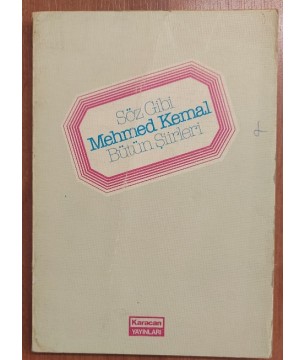 Söz Gibi
Mehmed Kemal
Bütün Şiirleri
Karacan
YAYINLARI